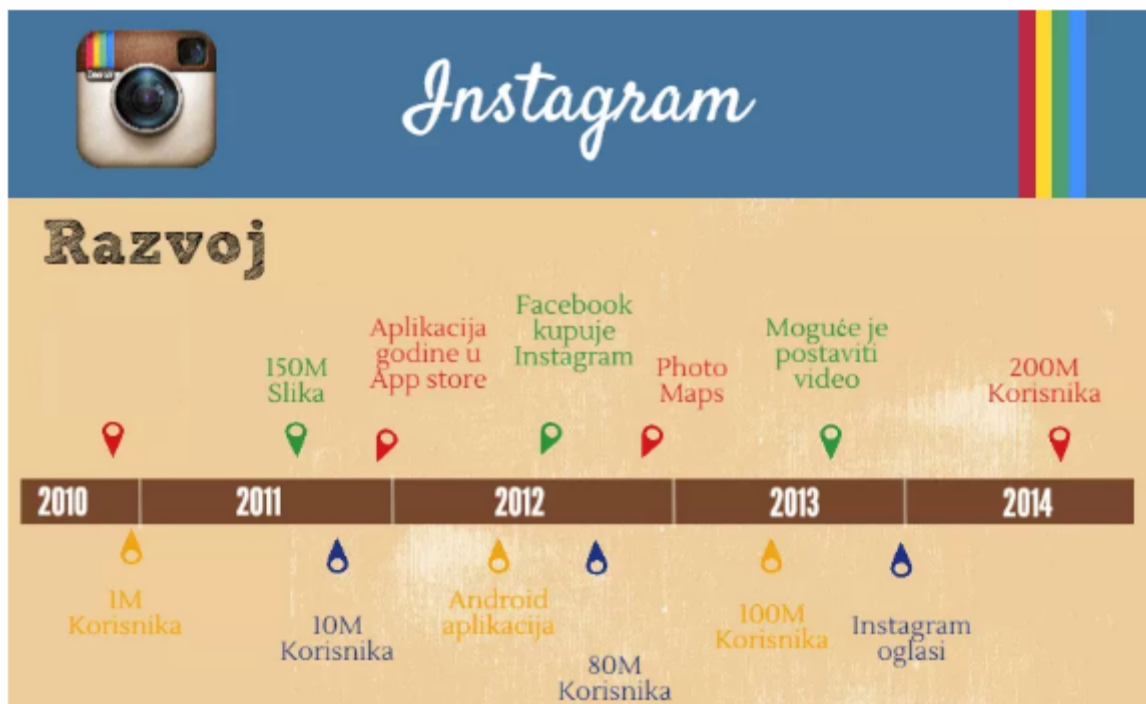 Instagram
Razvoj
150M
Slika
Aplikacija
godine u
App store
Facebook
kupuje
Instagram
Photo
Maps
Moguće je
postaviti
video
200M
Korisnika
2010
2011
2012
2013
2014
1M
Korisnika
10M
Korisnika
Android
aplikacija
80M
Korisnika
100M
Korisnika
Instagram
oglasi